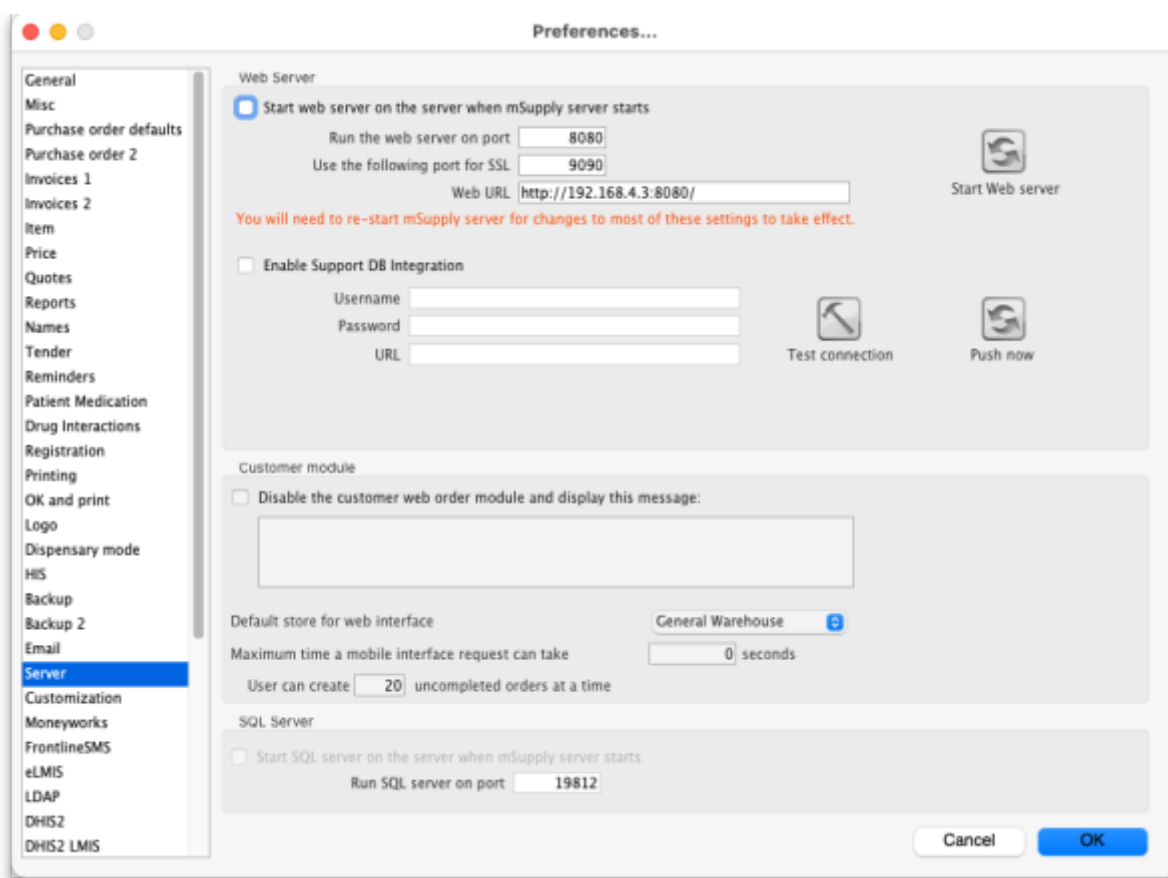 Preferences...
General
Misc
Purchase order defaults
Purchase order 2
Invoices 1
Invoices 2
Item
Price
Quotes
Reports
Names
Tender
Reminders
Patient Medication
Drug Interactions
Registration
Printing
OK and print
Logo
Dispensary mode
HIS
Backup
Backup 2
Email
Server
Customization
Moneyworks
FrontlineSMS
eLMIS
LDAP
DHIS2
DHIS2 LMIS
Web Server
Start web server on the server when mSupply server starts
Run the web server on port 8080
Use the following port for SSL 9090
Web URL http://192.168.4.3:8080/
Start Web server
You will need to re-start mSupply server for changes to most of these settings to take effect.
Enable Support DB Integration
Username
Password
URL
Test connection
Push now
Customer module
Disable the customer web order module and display this message:
Default store for web interface General Warehouse
Maximum time a mobile interface request can take 0 seconds
User can create 20 uncompleted orders at a time
SQL Server
Start SQL server on the server when mSupply server starts
Run SQL server on port 19812
Cancel
OK